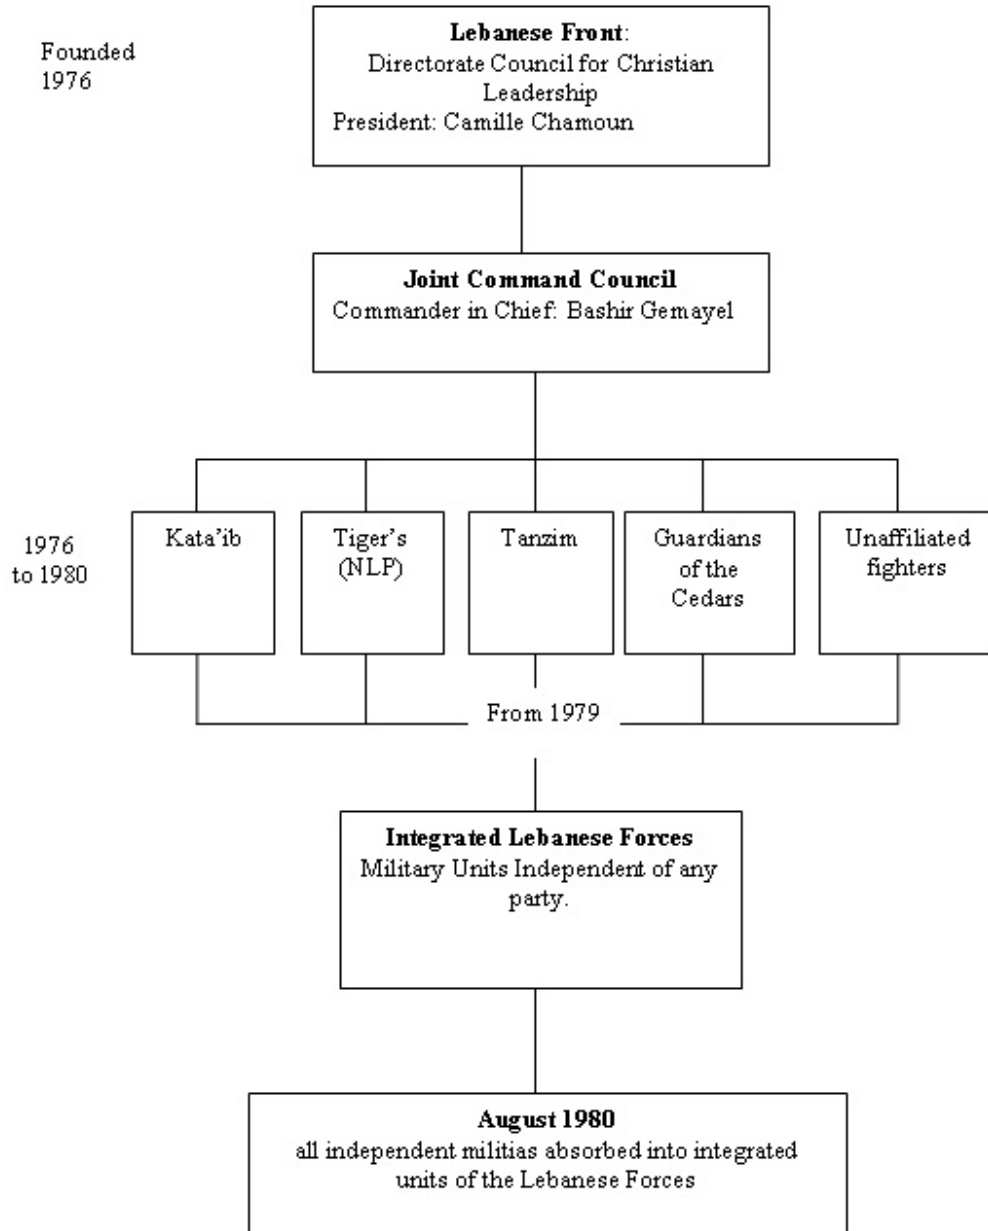 Founded
1976
Lebanese Front:
Directorate Council for Christian
Leadership
President: Camille Chamoun
Joint Command Council
Commander in Chief: Bashir Gemayel
1976
to 1980
Kata'ib
Tiger's
(NLP)
Tanzim
Guardians
of the
Cedars
Unaffiliated
fighters
From 1979
Integrated Lebanese Forces
Military Units Independent of any
party.
August 1980
all independent militias absorbed into integrated
units of the Lebanese Forces